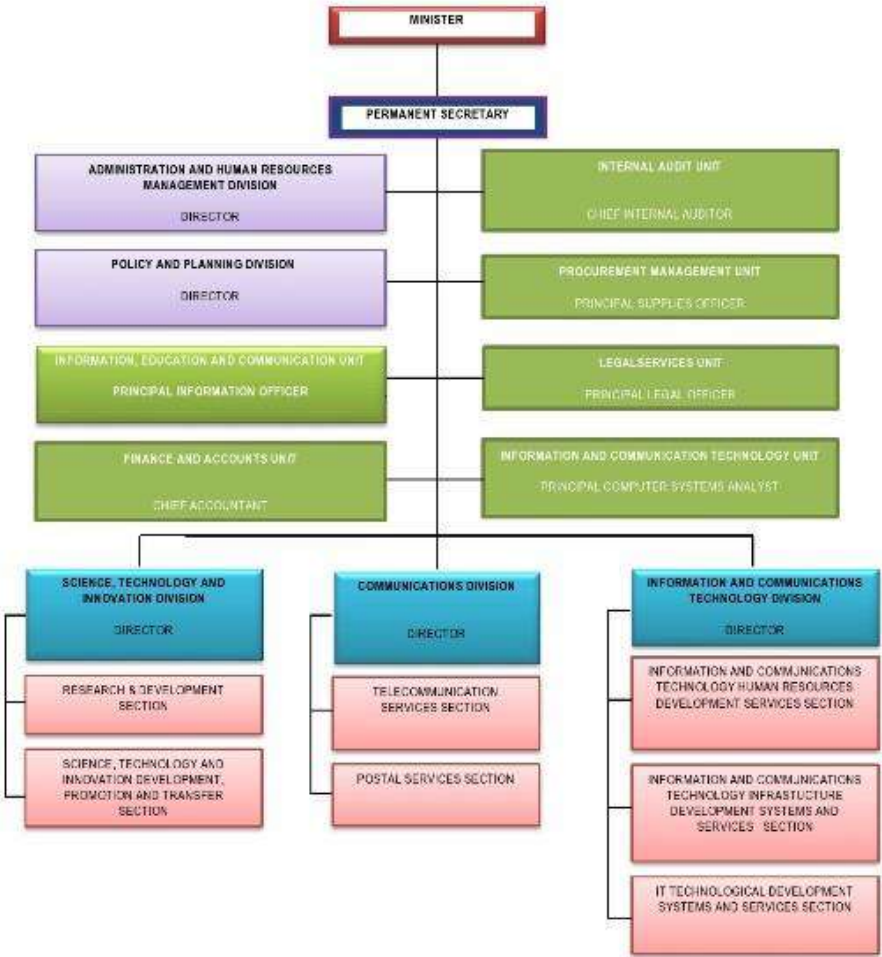 MINISTER
PERMANENT SECRETARY
ADMINISTRATION AND HUMAN RESOURCES
MANAGEMENT DIVISION
DIRECTOR
INTERNAL AUDIT UNIT
CHIEF INTERNAL AUDITOR
POLICY AND PLANNING DIVISION
DIRECTOR
PROCUREMENT MANAGEMENT UNIT
PRINCIPAL SUPPLIES OFFICER
INFORMATION, EDUCATION AND COMMUNICATION UNIT
PRINCIPAL INFORMATION OFFICER
LEGALSERVICES UNIT
PRINCIPAL LEGAL OFFICER
FINANCE AND ACCOUNTS UNIT
CHIEF ACCOUNTANT
INFORMATION AND COMMUNICATION TECHNOLOGY UNIT
PRINCIPAL COMPUTER SYSTEMS ANALYST
SCIENCE, TECHNOLOGY AND
INNOVATION DIVISION
DIRECTOR
RESEARCH & DEVELOPMENT
SECTION
SCIENCE, TECHNOLOGY AND
INNOVATION DEVELOPMENT,
PROMOTION AND TRANSFER
SECTION
COMMUNICATIONS DIVISION
DIRECTOR
TELECOMMUNICATION
SERVICES SECTION
POSTAL SERVICES SECTION
INFORMATION AND COMMUNICATIONS
TECHNOLOGY DIVISION
DIRECTOR
INFORMATION AND COMMUNICATIONS
TECHNOLOGY HUMAN RESOURCES
DEVELOPMENT SERVICES SECTION
INFORMATION AND COMMUNICATIONS
TECHNOLOGY INFRASTUCTURE
DEVELOPMENT SYSTEMS AND
SERVICES SECTION
IT TECHNOLOGICAL DEVELOPMENT
SYSTEMS AND SERVICES SECTION